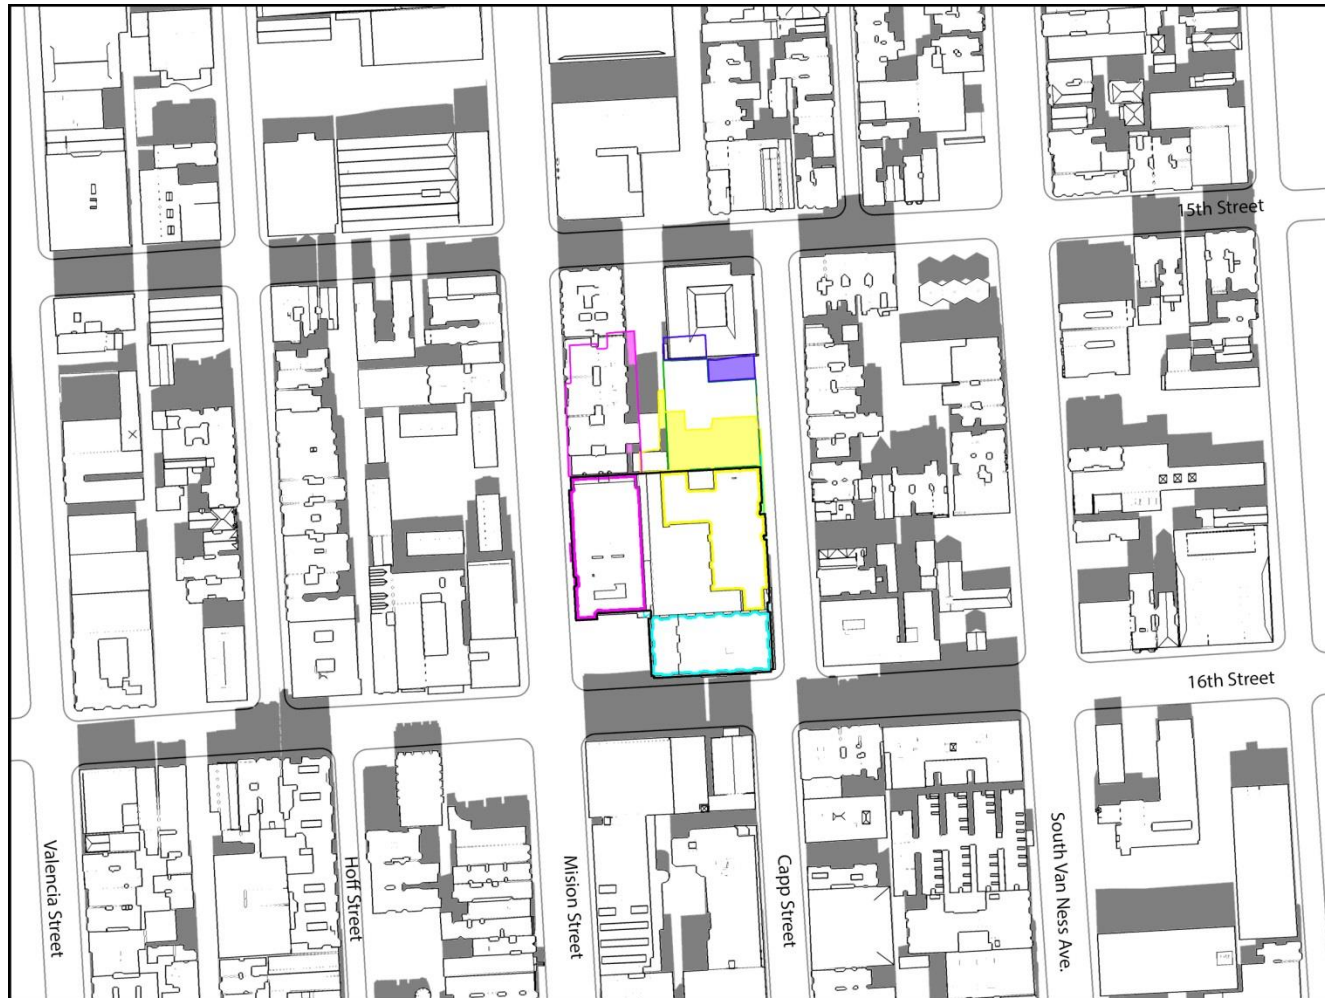 15th Street
16th Street
Valencia Street
Hoff Street
Mision Street
Capp Street
South Van Ness Ave.